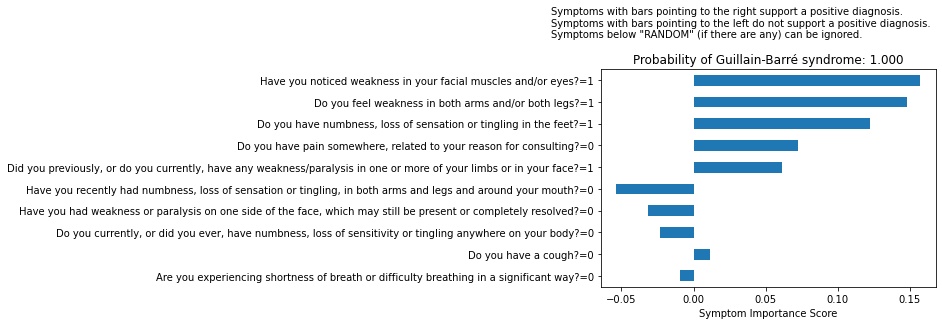 Symptoms with bars pointing to the right support a positive diagnosis.
Symptoms with bars pointing to the left do not support a positive diagnosis.
Symptoms below "RANDOM" (if there are any) can be ignored.
Probability of Guillain-Barré syndrome: 1.000
Have you noticed weakness in your facial muscles and/or eyes?=1
Do you feel weakness in both arms and/or both legs?=1
Do you have numbness, loss of sensation or tingling in the feet?=1
Do you have pain somewhere, related to your reason for consulting?=0
Did you previously, or do you currently, have any weakness/paralysis in one or more of your limbs or in your face?=1
Have you recently had numbness, loss of sensation or tingling, in both arms and legs and around your mouth?=0
Have you had weakness or paralysis on one side of the face, which may still be present or completely resolved?=0
Do you currently, or did you ever, have numbness, loss of sensitivity or tingling anywhere on your body?=0
Do you have a cough?=0
Are you experiencing shortness of breath or difficulty breathing in a significant way?=0
−0.05 0.00 0.05 0.10 0.15
Symptom Importance Score